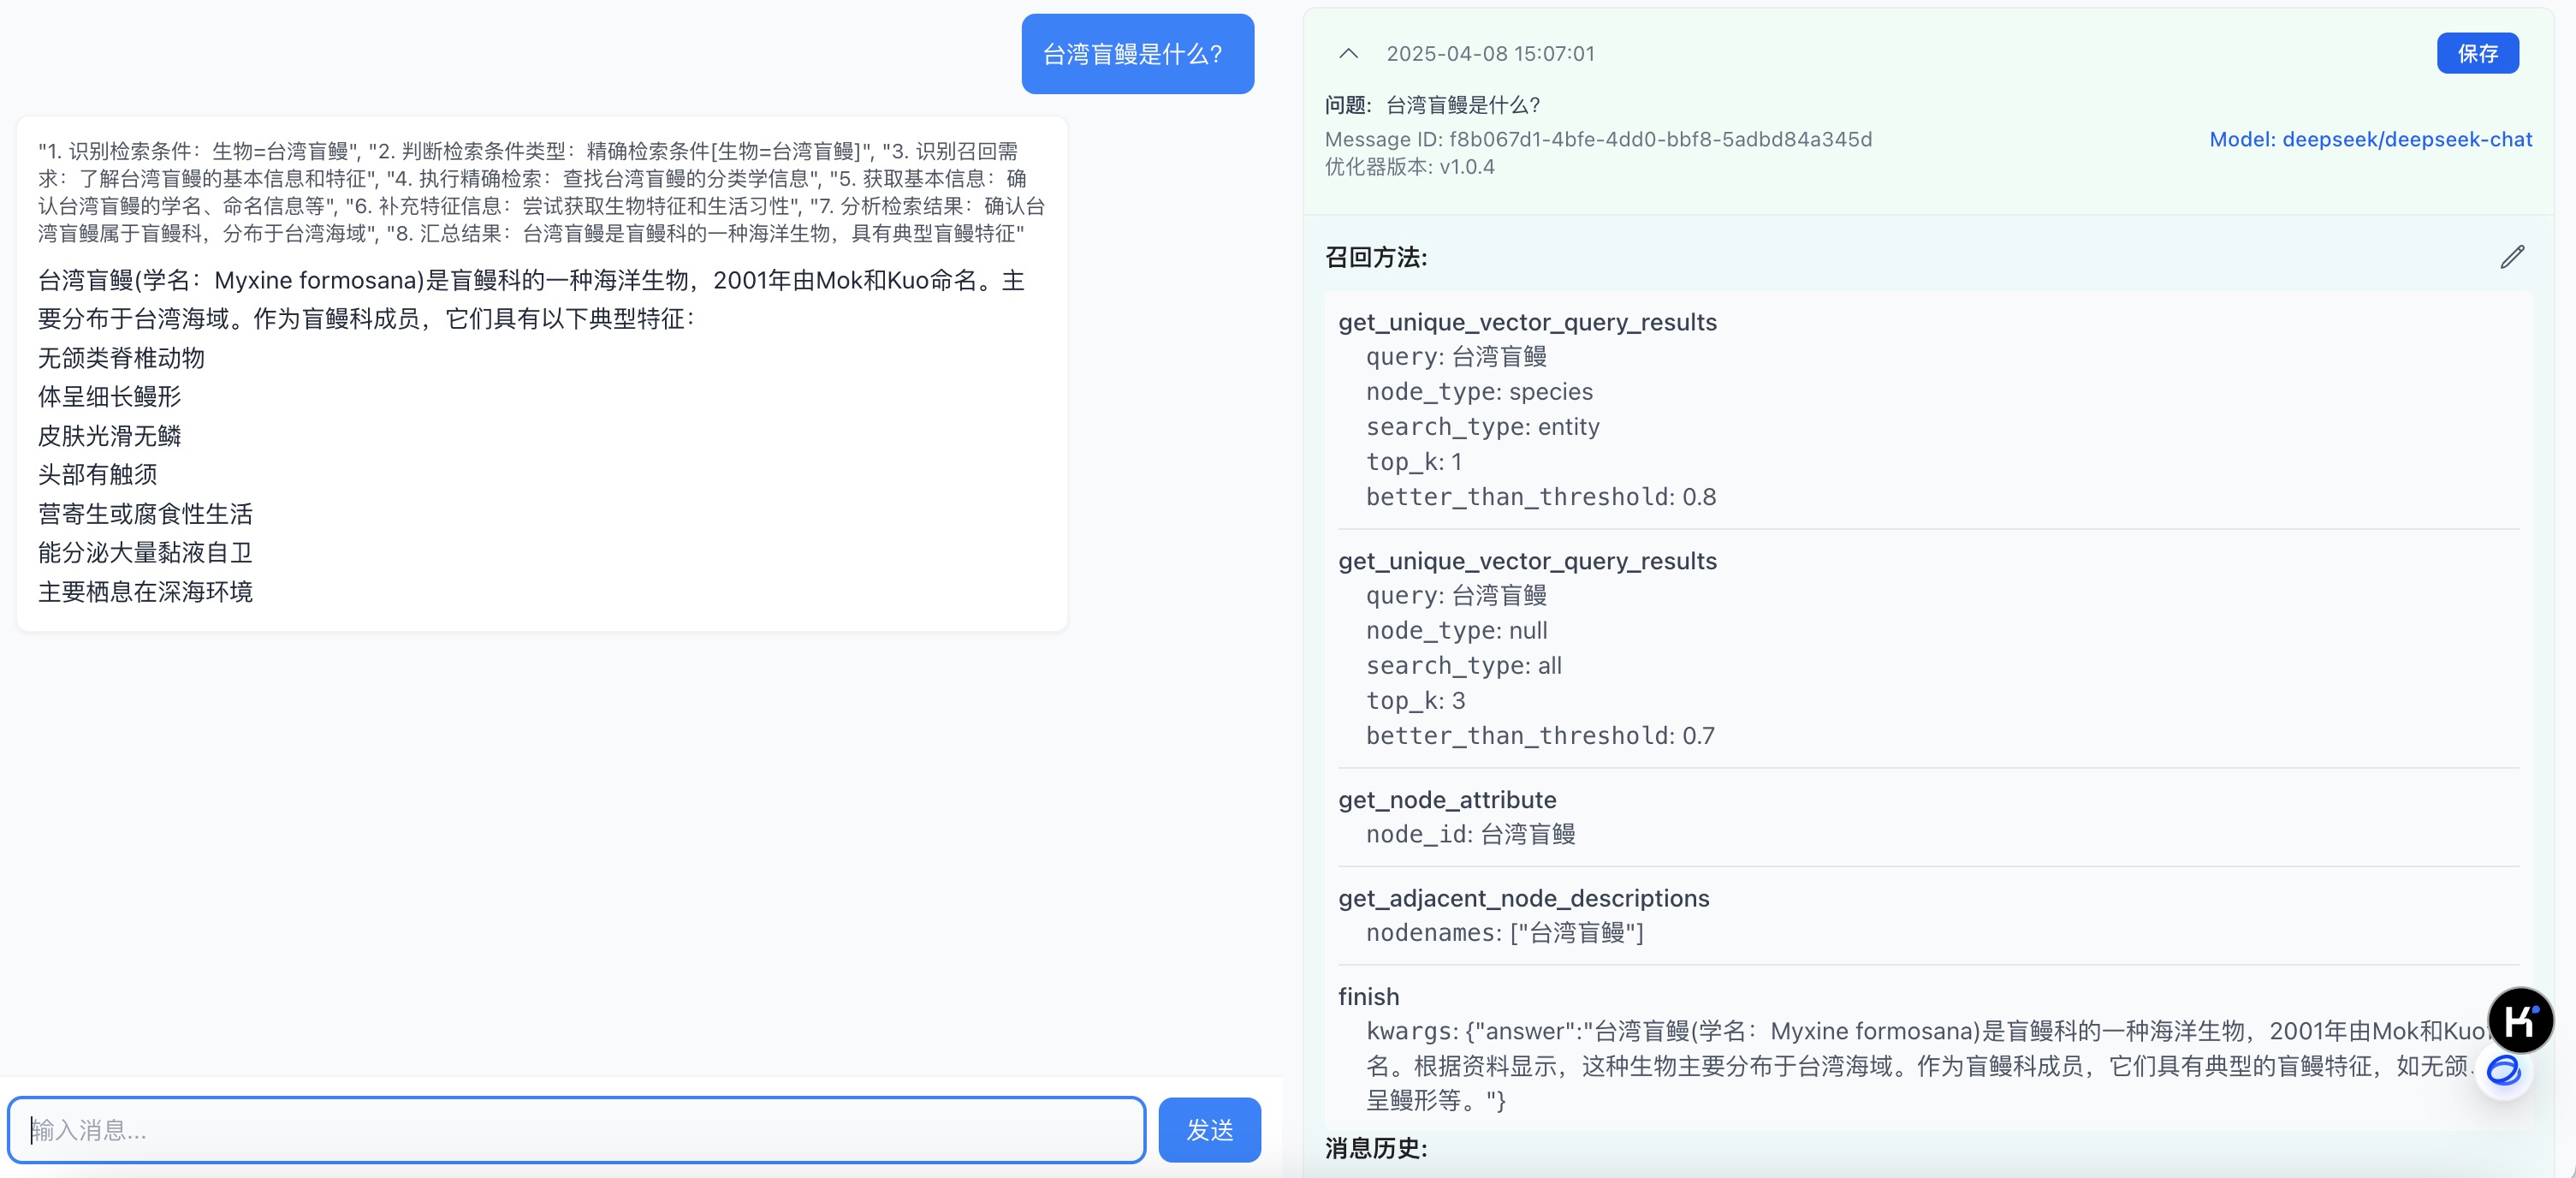 台湾盲鳗是什么?
"1. 识别检索条件：生物=台湾盲鳗", "2. 判断检索条件类型：精确检索条件[生物=台湾盲鳗]", "3. 识别召回需
求：了解台湾盲鳗的基本信息和特征", "4. 执行精确检索：查找台湾盲鳗的分类学信息", "5. 获取基本信息：确
认台湾盲鳗的学名、命名信息等", "6. 补充特征信息：尝试获取生物特征和生活习性", "7. 分析检索结果：确认台
湾盲鳗属于盲鳗科，分布于台湾海域", "8. 汇总结果：台湾盲鳗是盲鳗科的一种海洋生物，具有典型盲鳗特征"
台湾盲鳗(学名：Myxine formosana)是盲鳗科的一种海洋生物，2001年由Mok和Kuo命名。主
要分布于台湾海域。作为盲鳗科成员，它们具有以下典型特征：
无颌类脊椎动物
体呈细长鳗形
皮肤光滑无鳞
头部有触须
营寄生或腐食性生活
能分泌大量黏液自卫
主要栖息在深海环境
输入消息...
发送
2025-04-08 15:07:01
保存
问题: 台湾盲鳗是什么?
Message ID: f8b067d1-4bfe-4dd0-bbf8-5adbd84a345d
Model: deepseek/deepseek-chat
优化器版本: v1.0.4
召回方法:
get_unique_vector_query_results
query: 台湾盲鳗
node_type: species
search_type: entity
top_k: 1
better_than_threshold: 0.8
get_unique_vector_query_results
query: 台湾盲鳗
node_type: null
search_type: all
top_k: 3
better_than_threshold: 0.7
get_node_attribute
node_id: 台湾盲鳗
get_adjacent_node_descriptions
nodenames: ["台湾盲鳗"]
finish
kwargs: {"answer":"台湾盲鳗(学名：Myxine formosana)是盲鳗科的一种海洋生物，2001年由Mok和Kuo
名。根据资料显示，这种生物主要分布于台湾海域。作为盲鳗科成员，它们具有典型的盲鳗特征，如无颌
呈鳗形等。"}
消息历史:
K